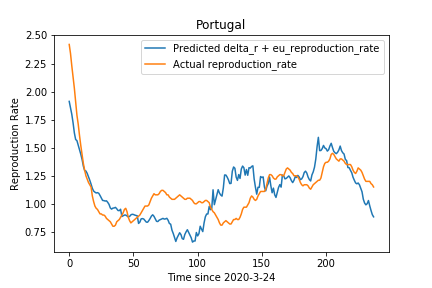 Portugal
Predicted delta_r + eu_reproduction_rate
Actual reproduction_rate
Reproduction Rate
2.50
2.25
2.00
1.75
1.50
1.25
1.00
0.75
0 50 100 150 200
Time since 2020-3-24